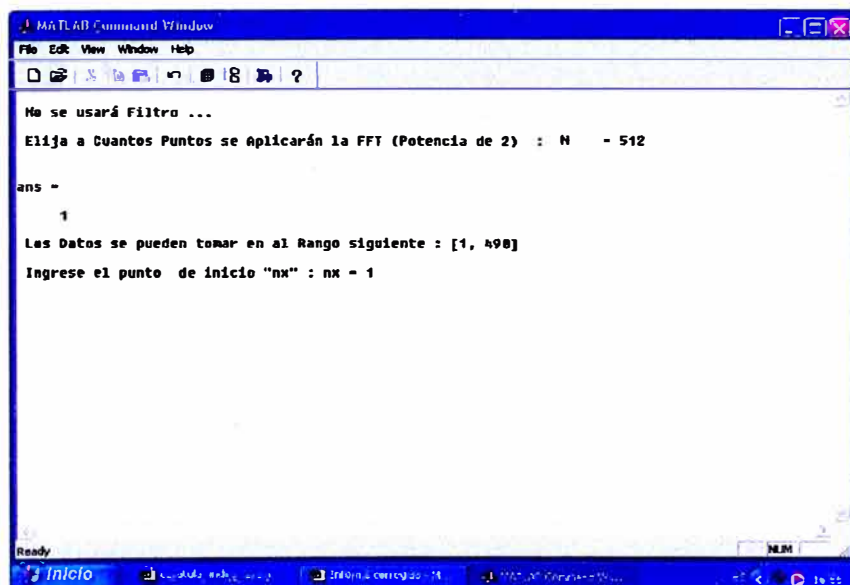 MATLAB Command Window
File Edit View Window Help
No se usará Filtro ...
Elija a Cuantos Puntos se Aplicarán la FFT (Potencia de 2) : N = 512
ans =
1
Los Datos se pueden tomar en al Rango siguiente : [1, 498]
Ingrese el punto de inicio "nx" : nx = 1
Ready
NUM
Inicio